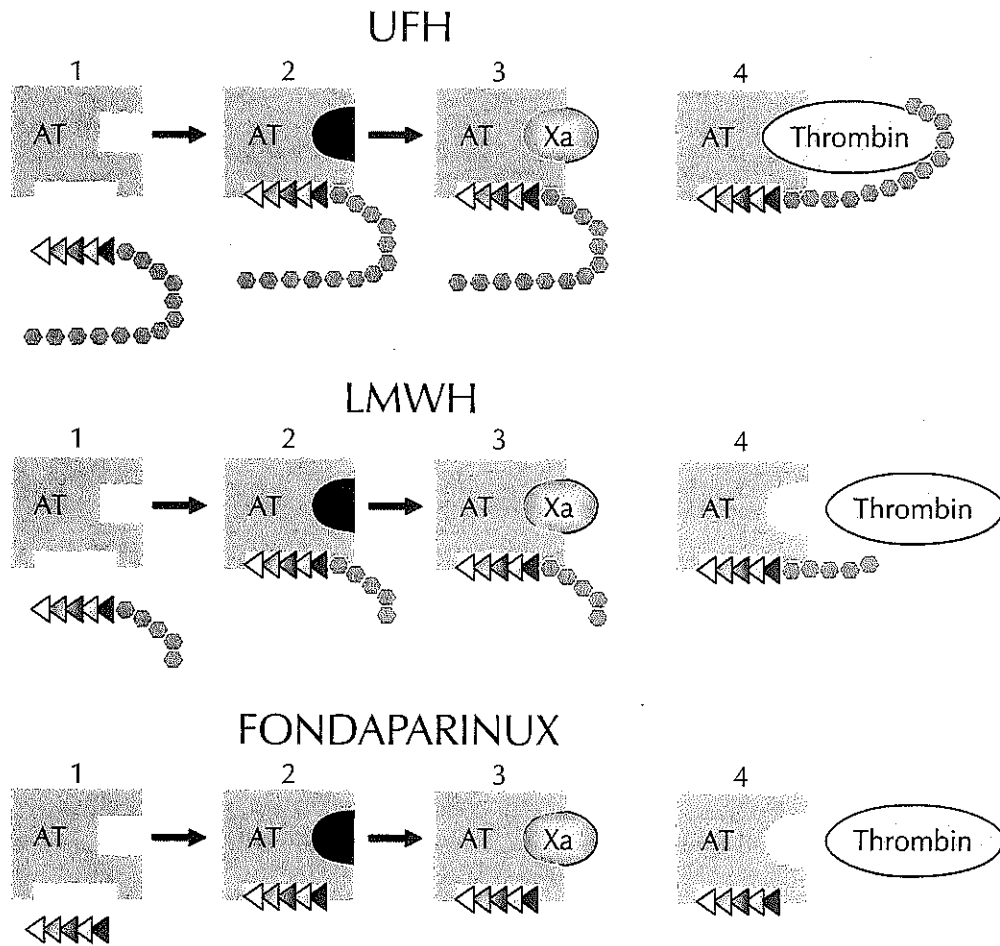 UFH
1 2 3 4
AT AT AT Xa AT Thrombin
LMWH
1 2 3 4
AT AT AT Xa AT Thrombin
FONDAPARINUX
1 2 3 4
AT AT AT Xa AT Thrombin